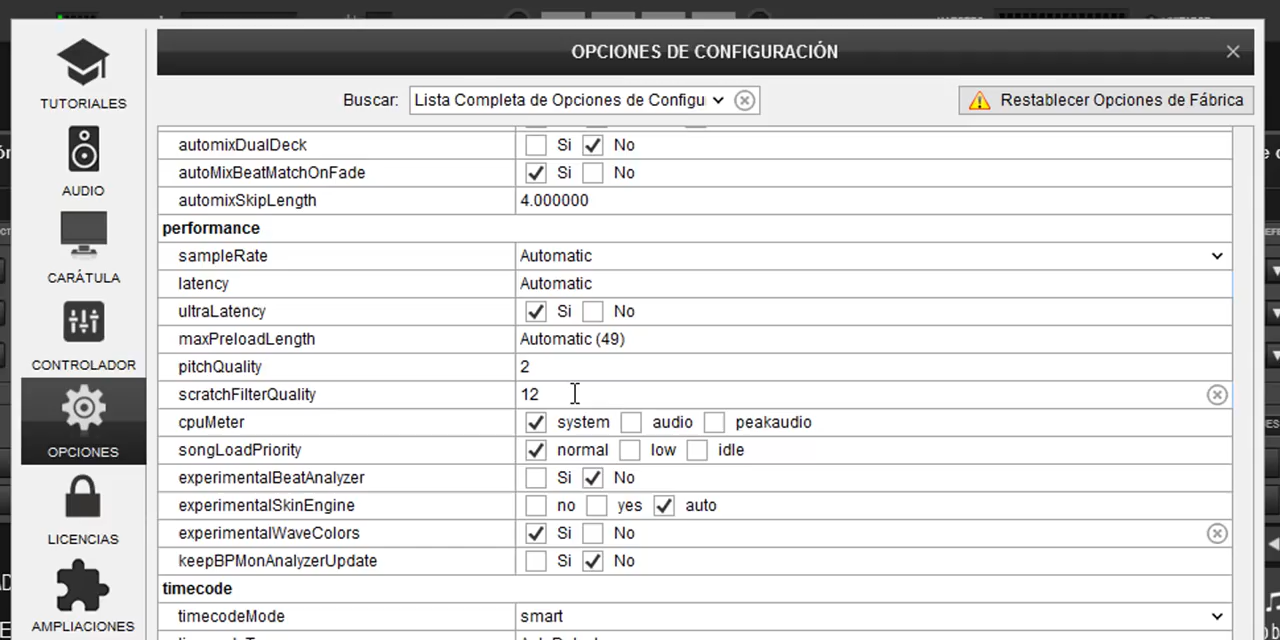 OPCIONES DE CONFIGURACIÓN
TUTORIALES
AUDIO
CARÁTULA
CONTROLADOR
OPCIONES
LICENCIAS
AMPLIACIONES
Buscar: Lista Completa de Opciones de Configu
Restablecer Opciones de Fábrica
automixDualDeck Si No
autoMixBeatMatchOnFade Si No
automixSkipLength 4.000000
performance
sampleRate Automatic
latency Automatic
ultraLatency Si No
maxPreloadLength Automatic (49)
pitchQuality 2
scratchFilterQuality 12
cpuMeter system audio peakaudio
songLoadPriority normal low idle
experimentalBeatAnalyzer Si No
experimentalSkinEngine no yes auto
experimentalWaveColors Si No
keepBPMonAnalyzerUpdate Si No
timecode
timecodeMode smart